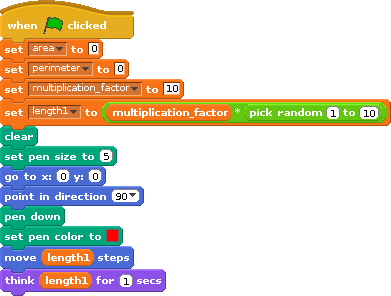 when clicked
set area to 0
set perimeter to 0
set multiplication_factor to 10
set length1 to multiplication_factor * pick random 1 to 10
clear
set pen size to 5
go to x: 0 y: 0
point in direction 90
pen down
set pen color to
move length1 steps
think length1 for 1 secs